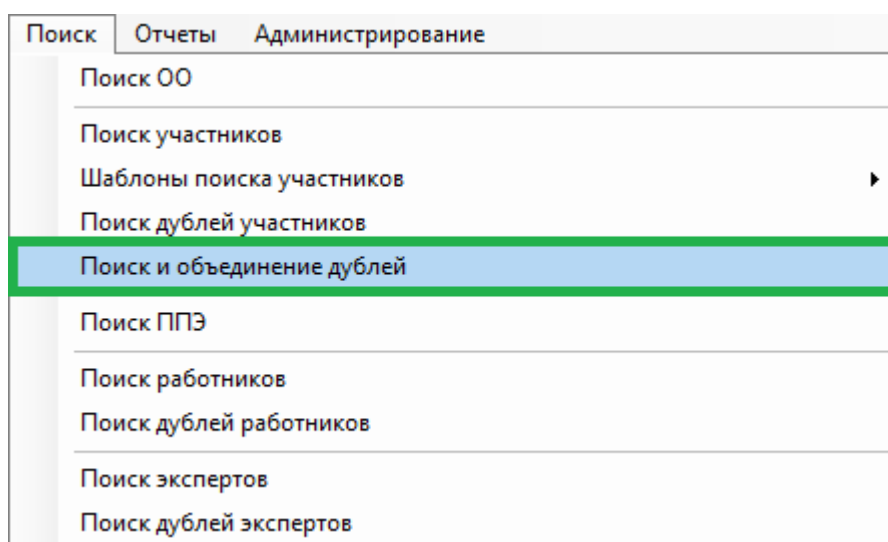 Поиск Отчеты Администрирование
Поиск ОО
Поиск участников
Шаблоны поиска участников
Поиск дублей участников
Поиск и объединение дублей
Поиск ППЭ
Поиск работников
Поиск дублей работников
Поиск экспертов
Поиск дублей экспертов